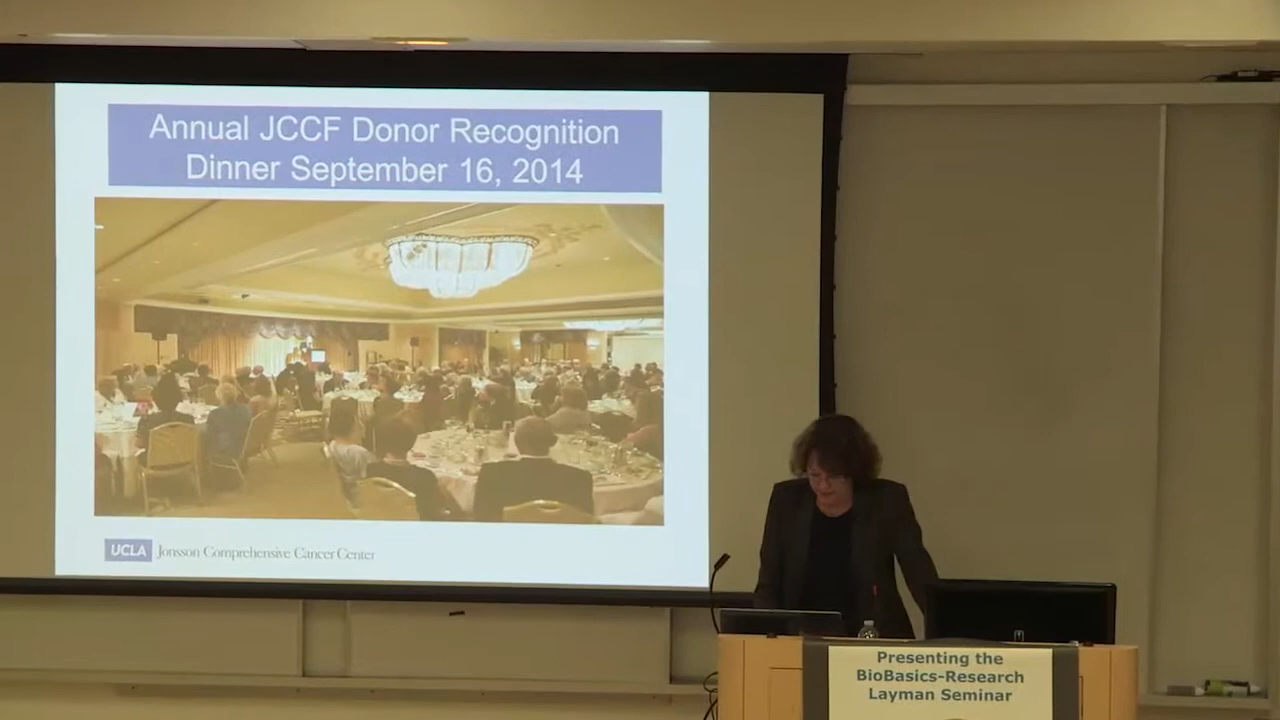 Annual JCCF Donor Recognition
Dinner September 16, 2014
UCLA Jonsson Comprehensive Cancer Center
Presenting the
BioBasics-Research
Layman Seminar